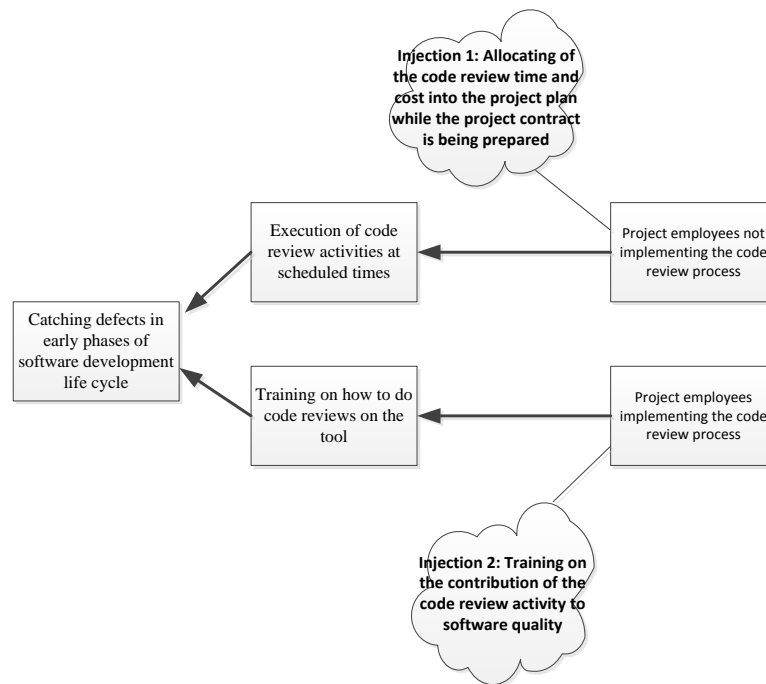 Injection 1: Allocating of
the code review time and
cost into the project plan
while the project contract
is being prepared
Execution of code
review activities at
scheduled times
Project employees not
implementing the code
review process
Catching defects in
early phases of
software development
life cycle
Training on how to do
code reviews on the
tool
Project employees
implementing the code
review process
Injection 2: Training on
the contribution of the
code review activity to
software quality